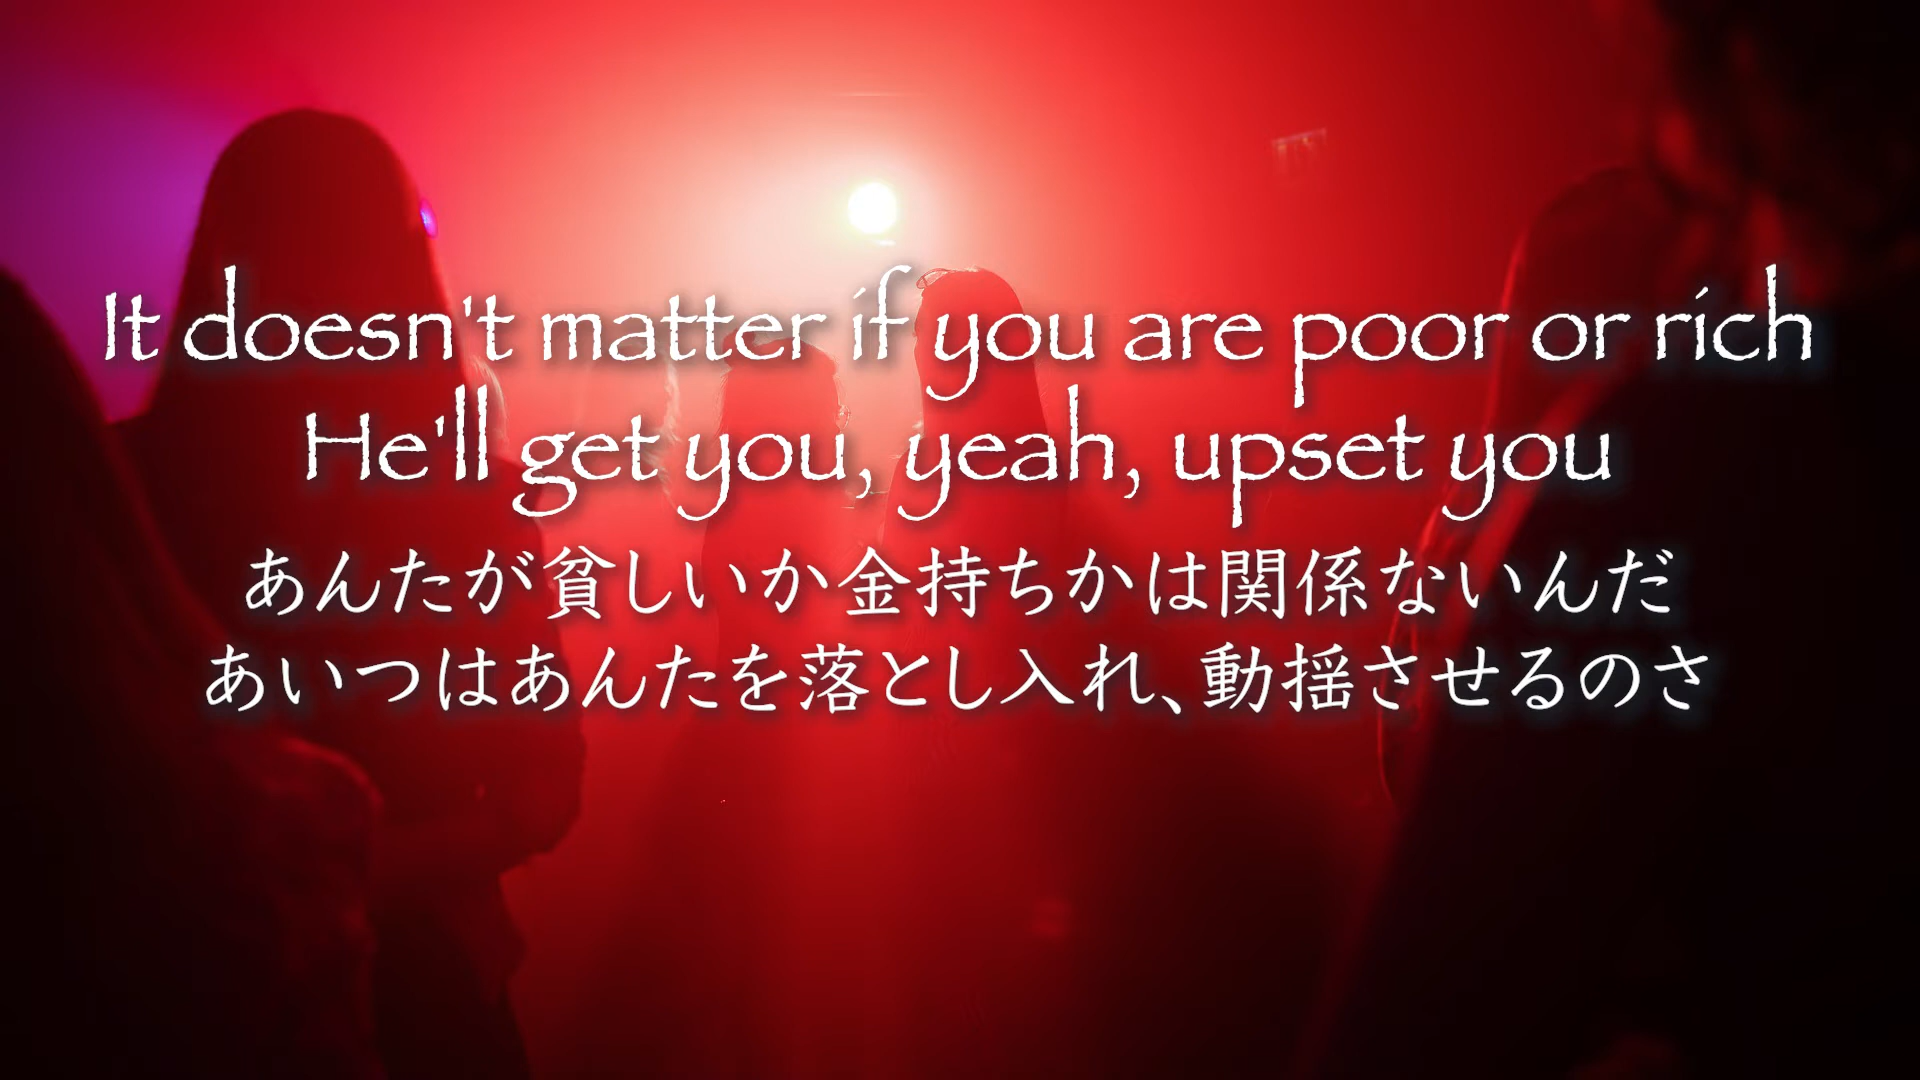 It doesn't matter if you are poor or rich
He'll get you, yeah, upset you
あんたが貧しいか金持ちかは関係ないんだ
あいつはあんたを落とし入れ、動揺させるのさ